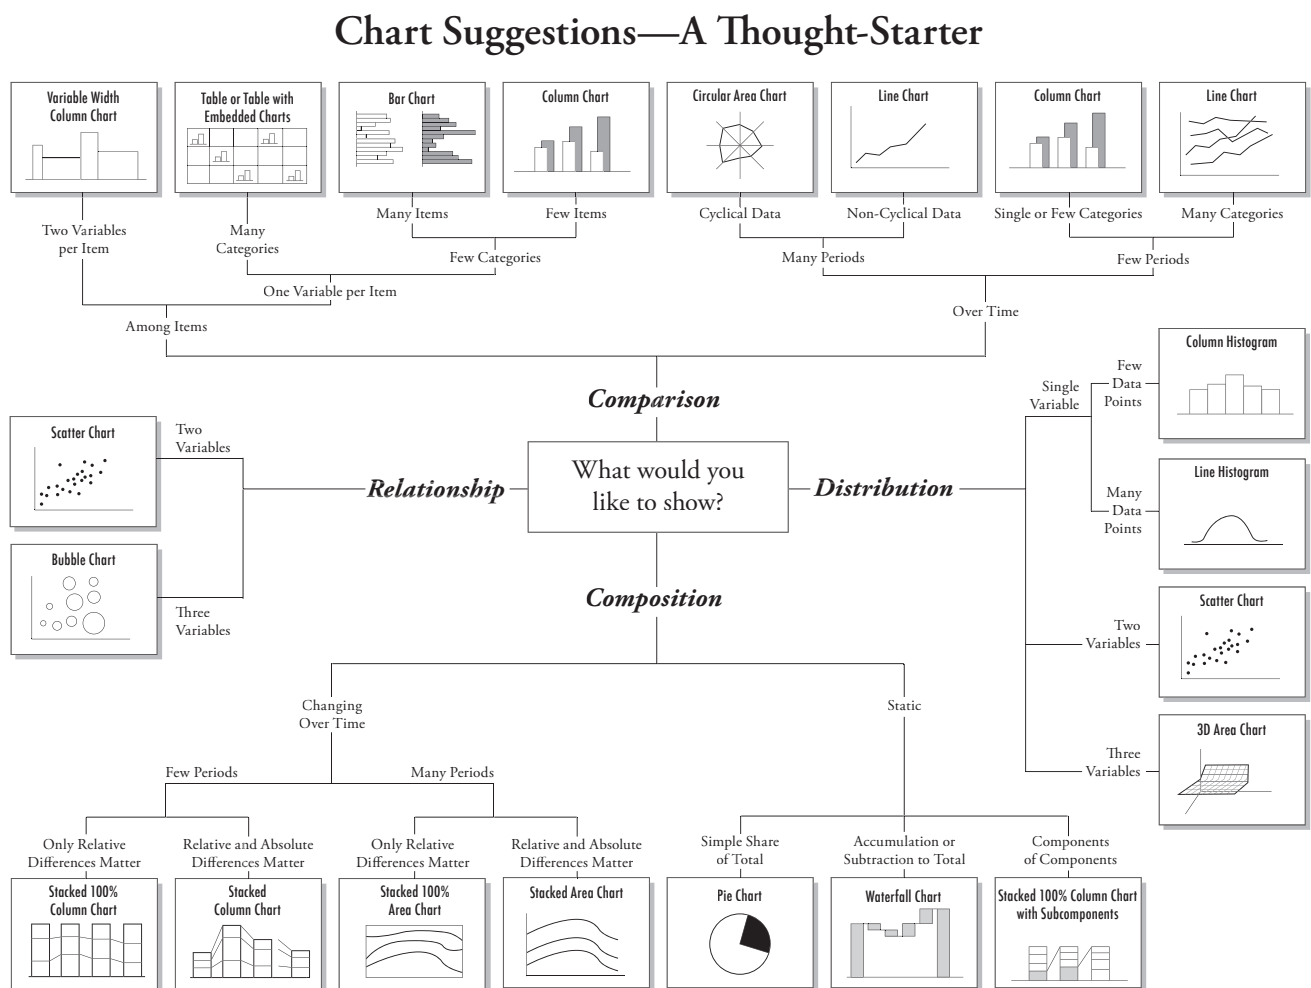 Chart Suggestions—A Thought-Starter
Variable Width
Column Chart
Table or Table with
Embedded Charts
Bar Chart
Column Chart
Circular Area Chart
Line Chart
Column Chart
Line Chart
Two Variables
per Item
Many
Categories
Many Items
Few Items
Cyclical Data
Non-Cyclical Data
Single or Few Categories
Many Categories
Few Categories
Many Periods
Few Periods
One Variable per Item
Among Items
Over Time
Comparison
What would you
like to show?
Relationship
Two
Variables
Scatter Chart
Three
Variables
Bubble Chart
Distribution
Single
Variable
Few
Data
Points
Column Histogram
Many
Data
Points
Line Histogram
Two
Variables
Scatter Chart
Three
Variables
3D Area Chart
Composition
Changing
Over Time
Static
Few Periods
Many Periods
Only Relative
Differences Matter
Relative and Absolute
Differences Matter
Only Relative
Differences Matter
Relative and Absolute
Differences Matter
Simple Share
of Total
Accumulation or
Subtraction to Total
Components
of Components
Stacked 100%
Column Chart
Stacked
Column Chart
Stacked 100%
Area Chart
Stacked Area Chart
Pie Chart
Waterfall Chart
Stacked 100% Column Chart
with Subcomponents